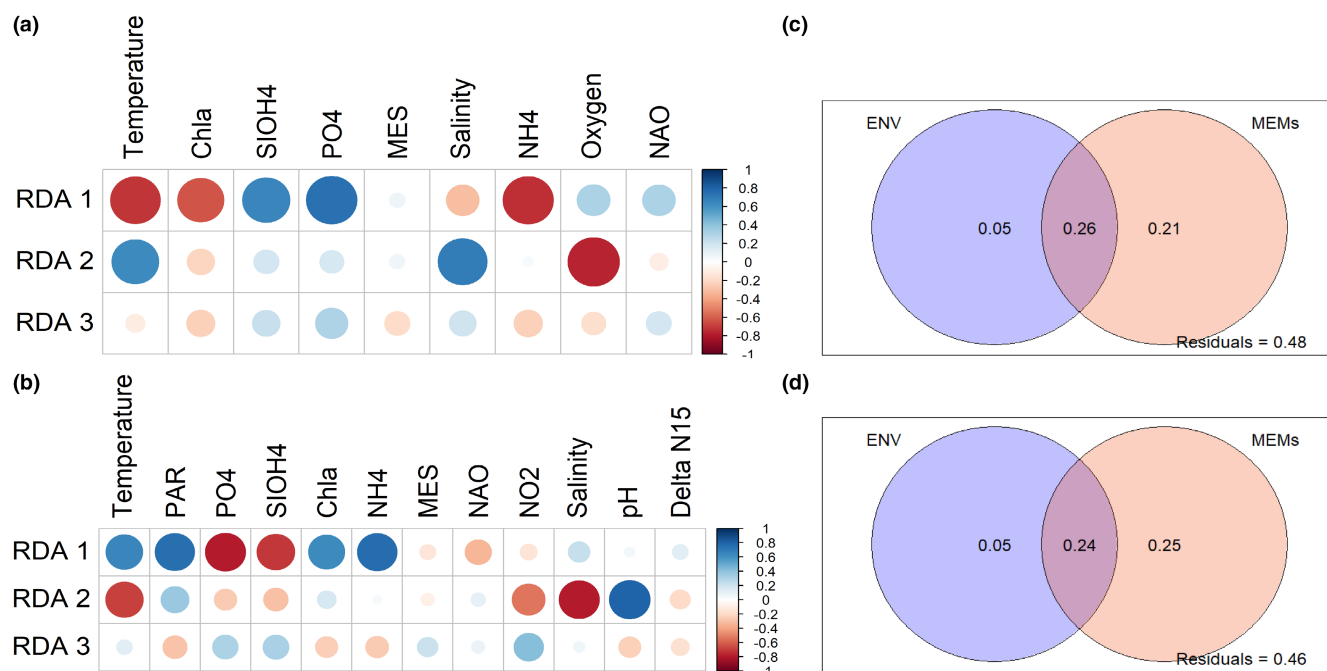 (a)
Temperature
Chla
SIOH4
PO4
MES
Salinity
NH4
Oxygen
NAO
RDA 1
RDA 2
RDA 3
1
0.8
0.6
0.4
0.2
0
-0.2
-0.4
-0.6
-0.8
-1
(b)
Temperature
PAR
PO4
SIOH4
Chla
NH4
MES
NAO
NO2
Salinity
pH
Delta N15
RDA 1
RDA 2
RDA 3
1
0.8
0.6
0.4
0.2
0
-0.2
-0.4
-0.6
-0.8
-1
(c)
ENV
MEMs
0.05
0.26
0.21
Residuals = 0.48
(d)
ENV
MEMs
0.05
0.24
0.25
Residuals = 0.46